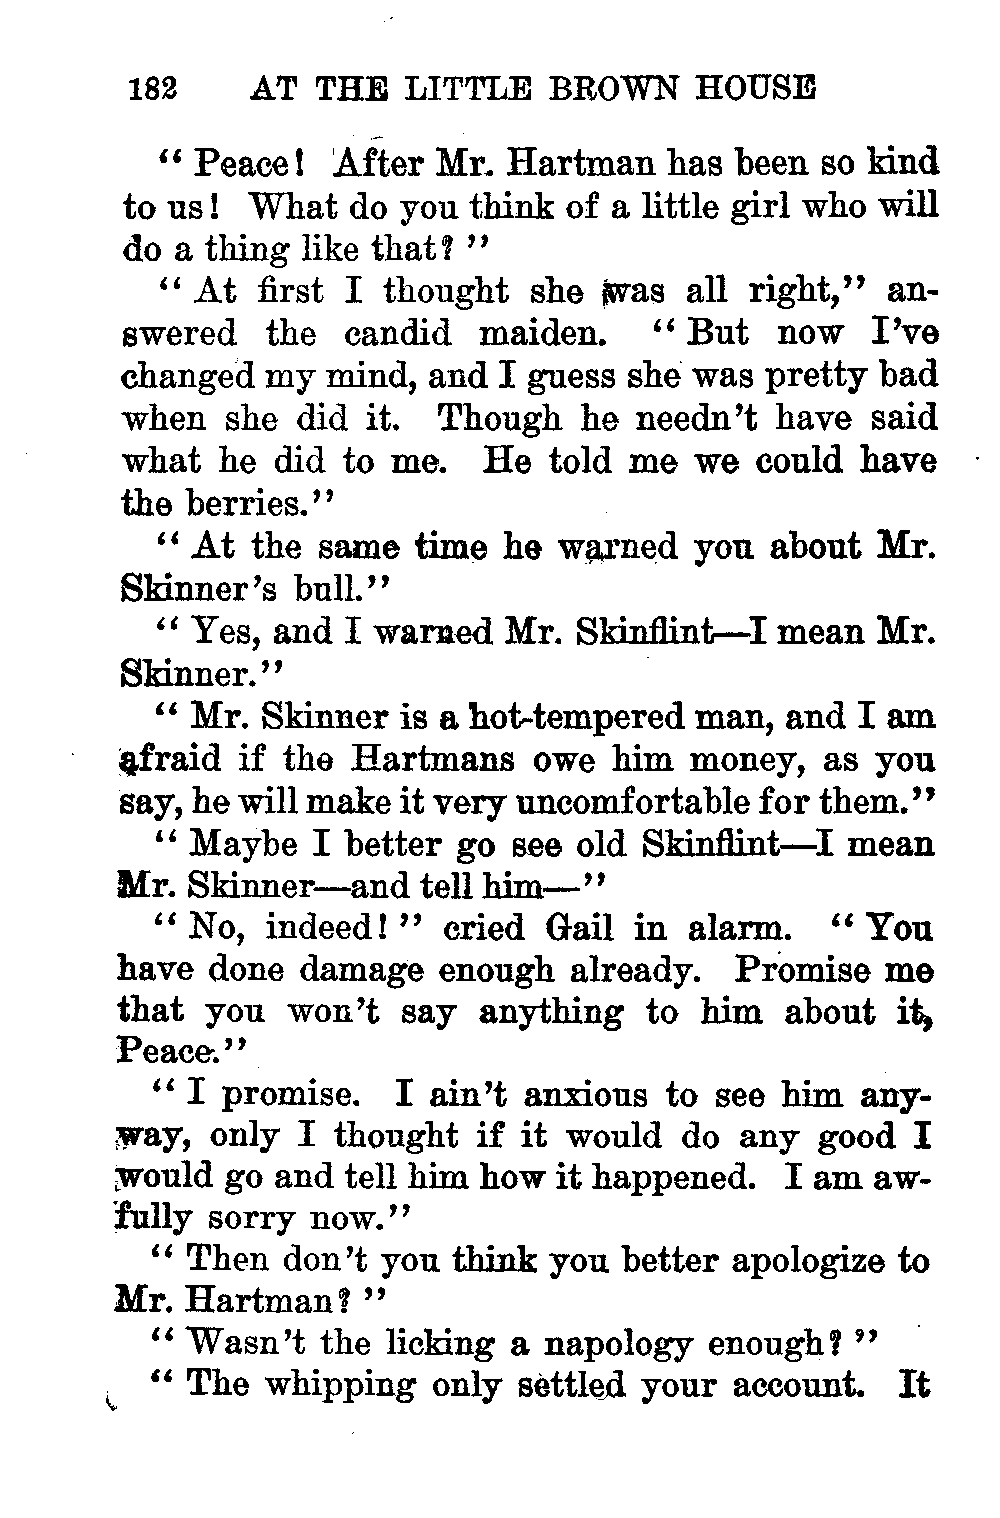 182 AT THE LITTLE BROWN HOUSE
“ Peace! After Mr. Hartman has been so kind
to us! What do you think of a little girl who will
do a thing like that? ”
“ At first I thought she was all right,” an-
swered the candid maiden. “ But now I've
changed my mind, and I guess she was pretty bad
when she did it. Though he needn't have said
what he did to me. He told me we could have
the berries.”
“ At the same time he warned you about Mr.
Skinner's bull.”
“ Yes, and I warned Mr. Skinflint—I mean Mr.
Skinner.”
“ Mr. Skinner is a hot-tempered man, and I am
afraid if the Hartmans owe him money, as you
say, he will make it very uncomfortable for them.”
“ Maybe I better go see old Skinflint—I mean
Mr. Skinner—and tell him—”
“ No, indeed! ” cried Gail in alarm. “ You
have done damage enough already. Promise me
that you won't say anything to him about it,
Peace.”
“ I promise. I ain't anxious to see him any-
way, only I thought if it would do any good I
would go and tell him how it happened. I am aw-
fully sorry now.”
“ Then don't you think you better apologize to
Mr. Hartman? ”
“ Wasn't the licking a napology enough? ”
“ The whipping only settled your account. It